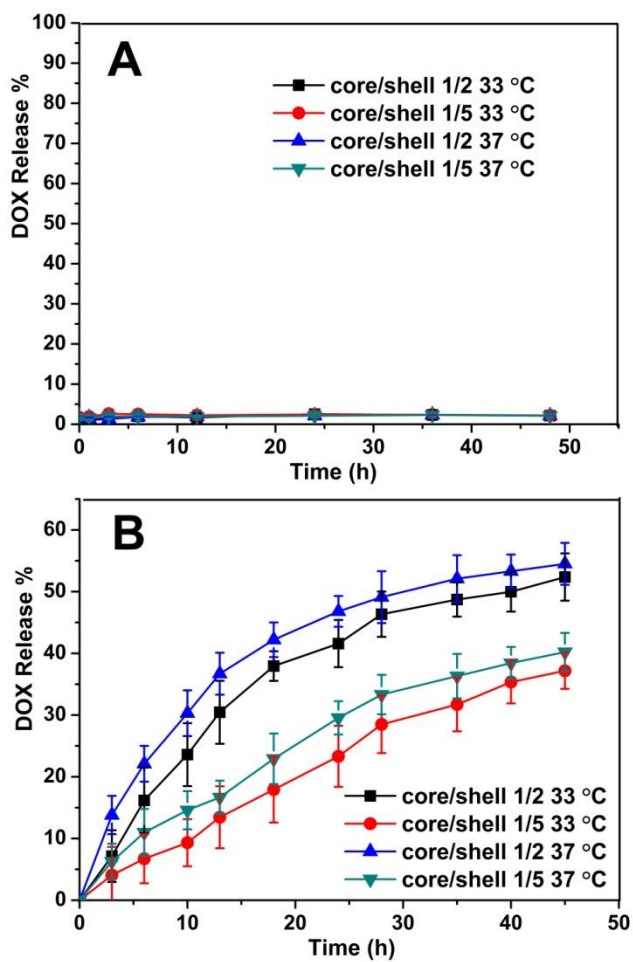 A
100
90
80
70
60
50
40
30
20
10
0
DOX Release %
core/shell 1/2 33 °C
core/shell 1/5 33 °C
core/shell 1/2 37 °C
core/shell 1/5 37 °C
0 10 20 30 40 50
Time (h)
B
60
50
40
30
20
10
0
DOX Release %
core/shell 1/2 33 °C
core/shell 1/5 33 °C
core/shell 1/2 37 °C
core/shell 1/5 37 °C
0 10 20 30 40 50
Time (h)